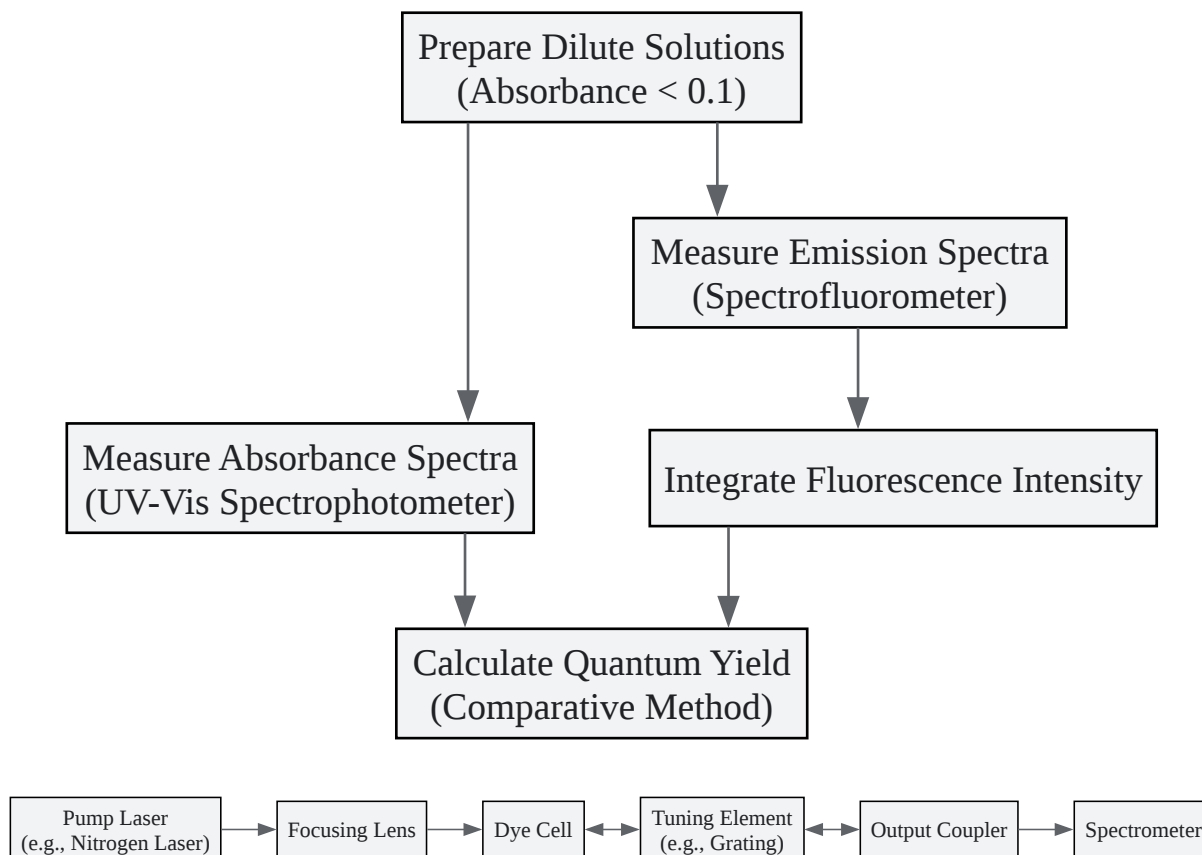 Prepare Dilute Solutions
(Absorbance < 0.1)
Measure Emission Spectra
(Spectrofluorometer)
Measure Absorbance Spectra
(UV-Vis Spectrophotometer)
Integrate Fluorescence Intensity
Calculate Quantum Yield
(Comparative Method)
Pump Laser
(e.g., Nitrogen Laser)
Focusing Lens
Dye Cell
Tuning Element
(e.g., Grating)
Output Coupler
Spectrometer